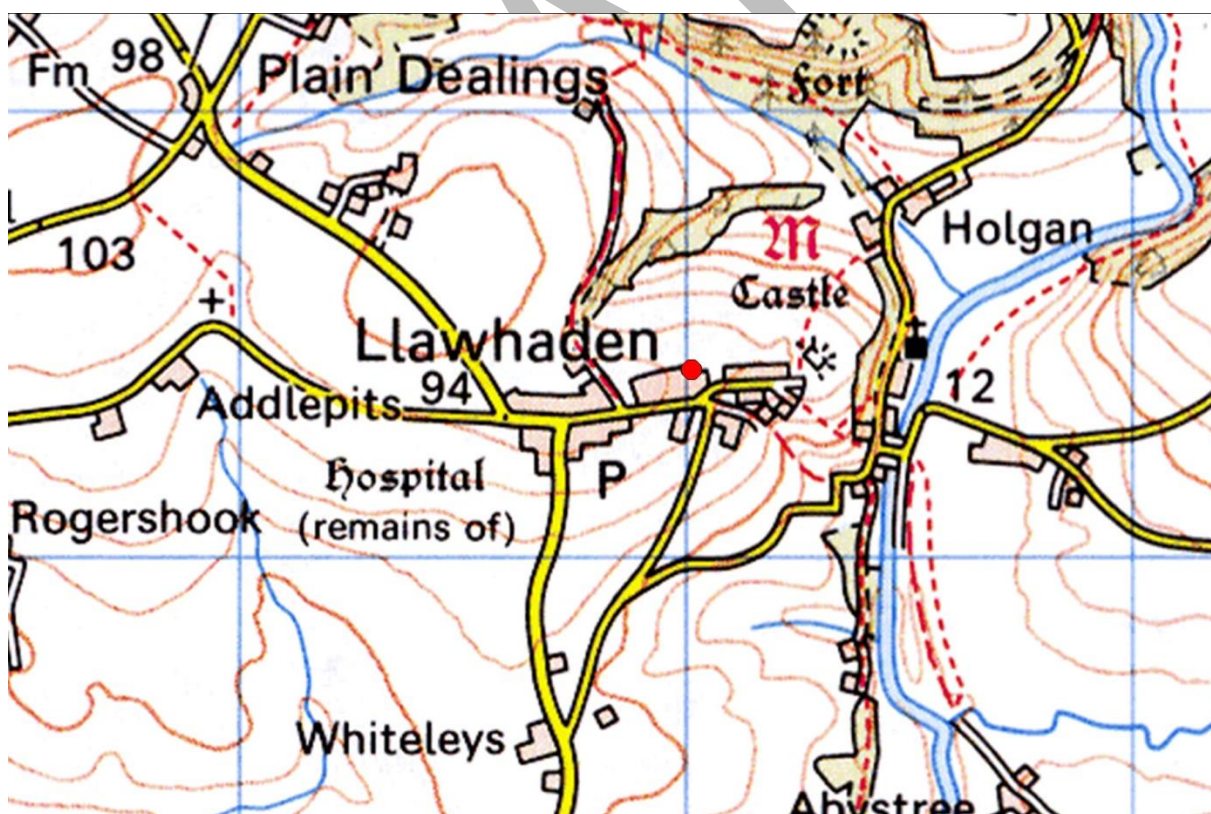 Fm
98
Plain Dealings
Fort
103
M
Holgan
Castle
Llawhaden
94
12
Addlepits
Hospital
(remains of)
P
Rogershook
Whiteleys